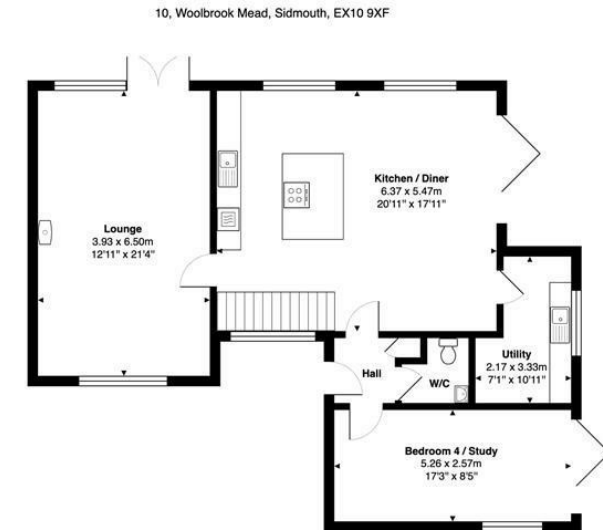 10, Woolbrook Mead, Sidmouth, EX10 9XF
Kitchen / Diner
6.37 x 5.47m
20'11" x 17'11"
Lounge
3.93 x 6.50m
12'11" x 21'4"
Hall
W/C
Utility
2.17 x 3.33m
7'1" x 10'11"
Bedroom 4 / Study
5.26 x 2.57m
17'3" x 8'5"